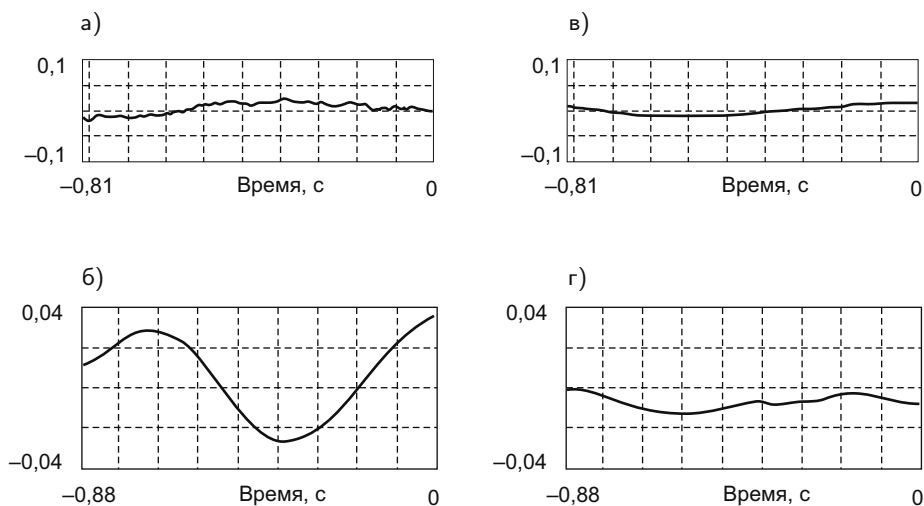 а)
0,1
–0,1
–0,81 Время, с 0
в)
0,1
–0,1
–0,81 Время, с 0
б)
0,04
–0,04
–0,88 Время, с 0
г)
0,04
–0,04
–0,88 Время, с 0